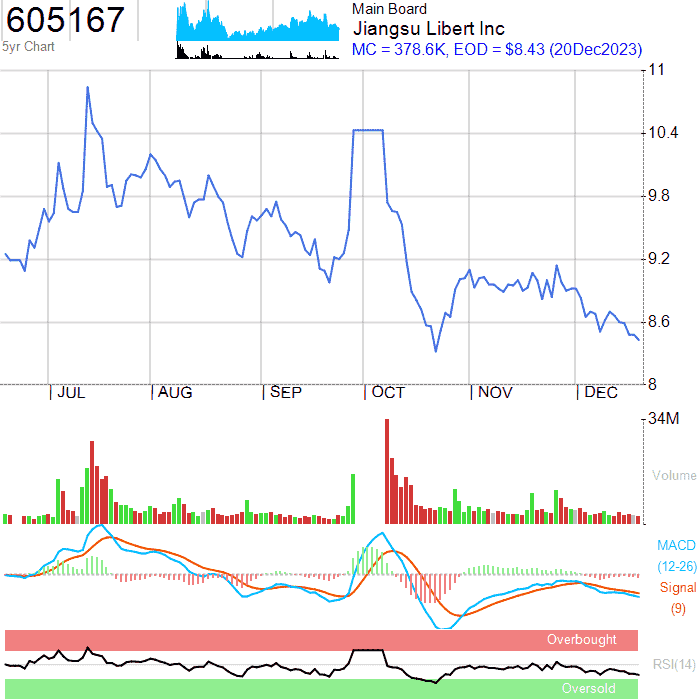 605167
5yr Chart
Main Board
Jiangsu Libert Inc
MC = 378.6K, EOD = $8.43 (20Dec2023)
11
10.4
9.8
9.2
8.6
8
JUL AUG SEP OCT NOV DEC
34M
Volume
MACD
(12-26)
Signal
(9)
Overbought
RSI(14)
Oversold